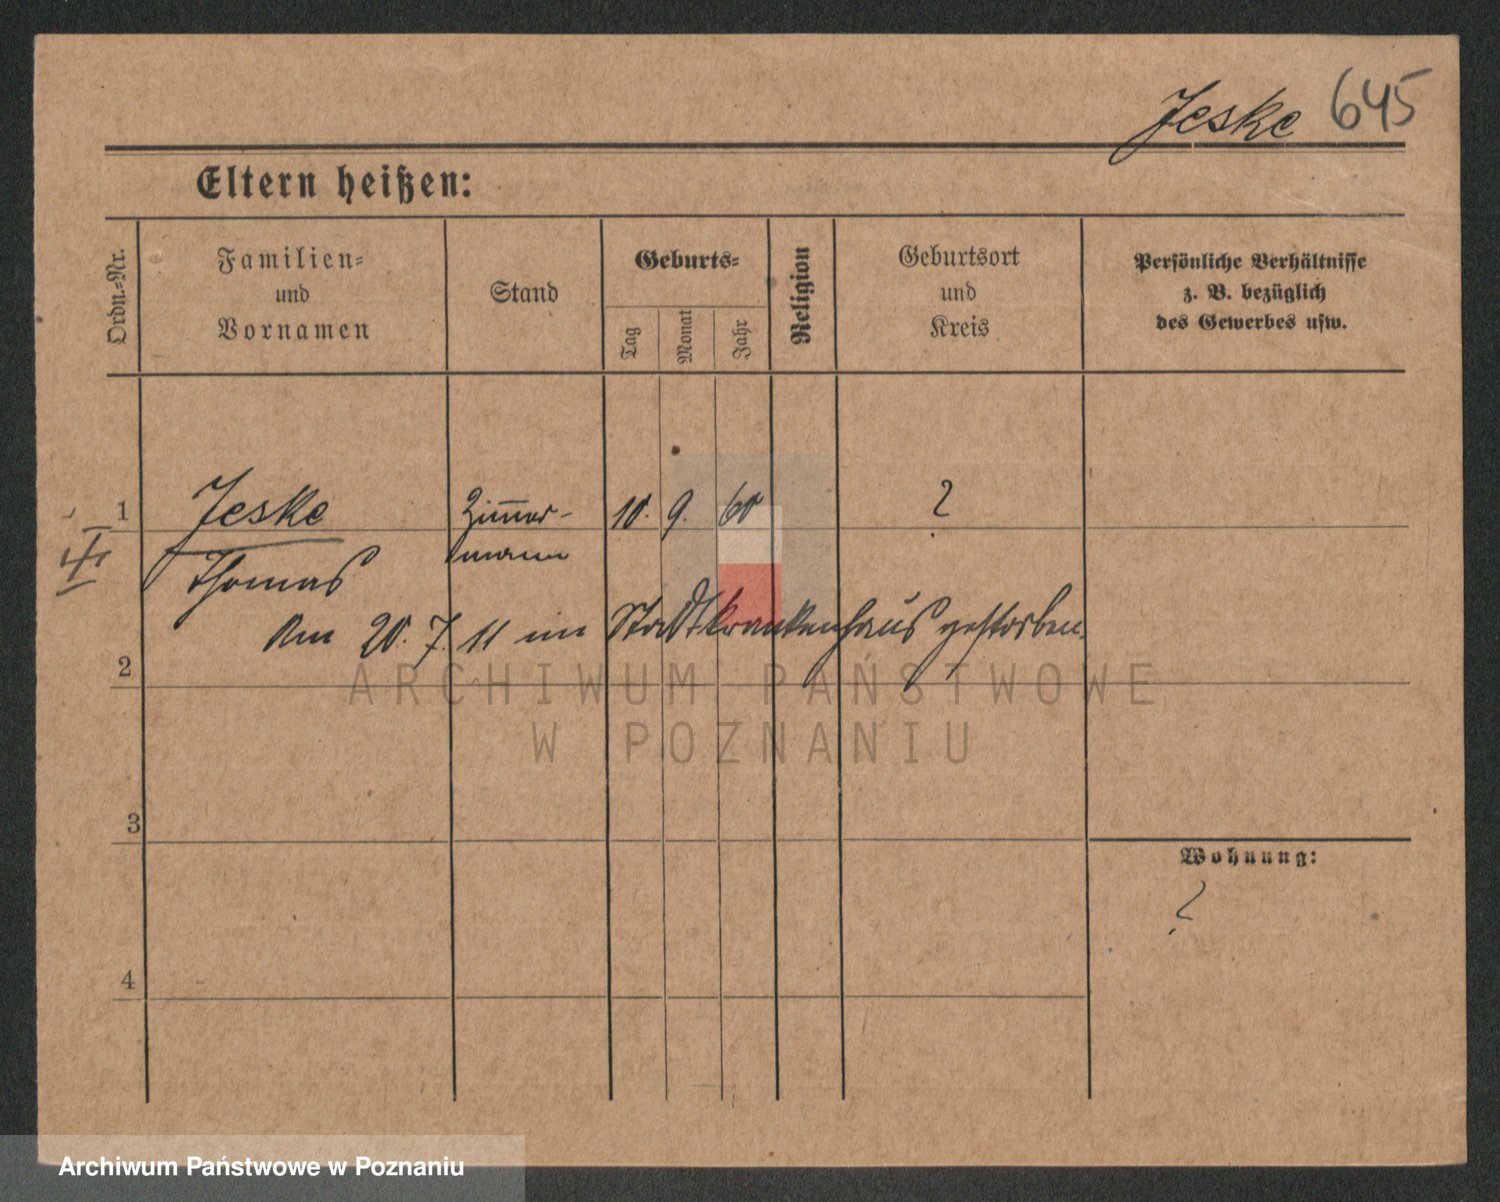 Jeske 645
Eltern heißen:
Ordn.-Nr.
Familien-
und
Vornamen
Stand
Geburts-
Tag
Monat
Jahr
Religion
Geburtsort
und
Kreis
Persönliche Verhältnisse
z. B. bezüglich
des Gewerbes usw.
1 Jeske Zimmer- 10. 9. 60 ?
Thomas mann
Am 20. 7. 11 im Stadtkrankenhaus gestorben.
2
ARCHIWUM PAŃSTWOWE
W POZNANIU
3
Wohnung:
?
4
Archiwum Państwowe w Poznaniu